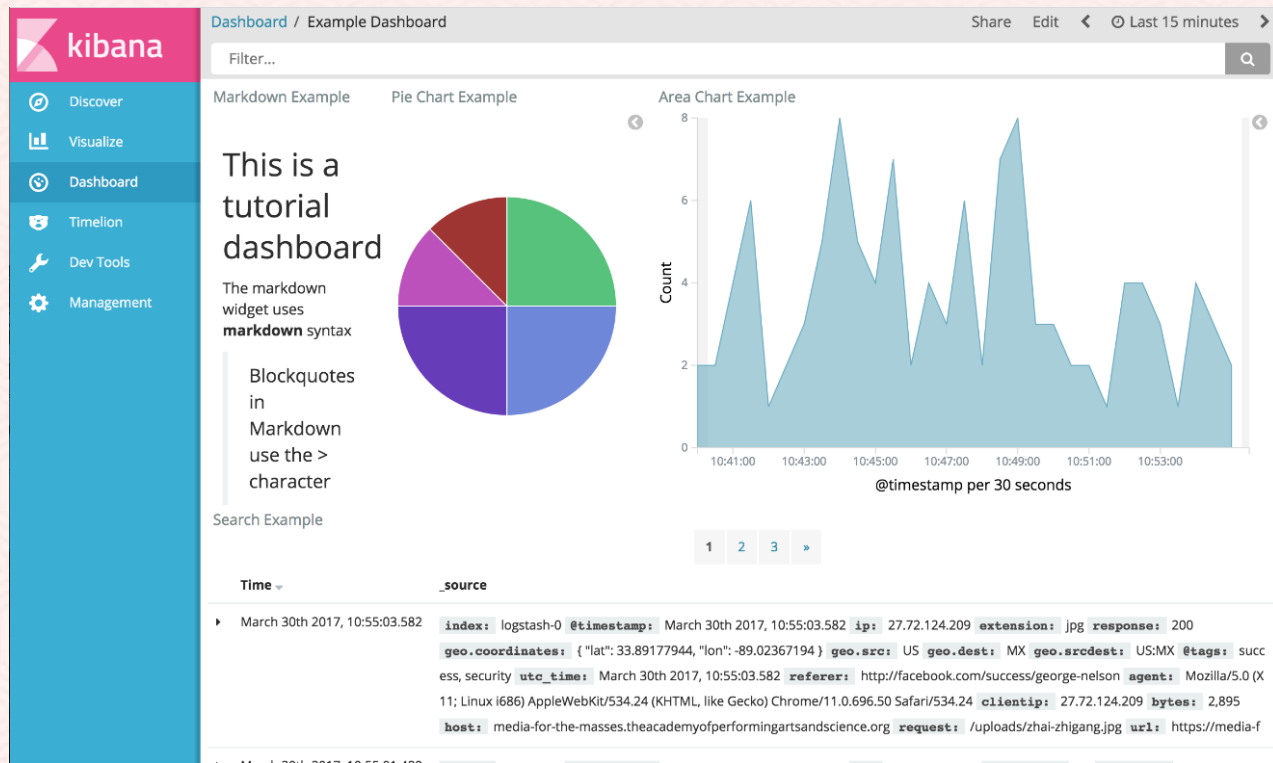 kibana
Discover
Visualize
Dashboard
Timelion
Dev Tools
Management
Dashboard / Example Dashboard
Share Edit Last 15 minutes
Filter...
Markdown Example
This is a
tutorial
dashboard
The markdown
widget uses
markdown syntax
Blockquotes
in
Markdown
use the >
character
Pie Chart Example
Area Chart Example
8
6
4
2
0
Count
10:41:00 10:43:00 10:45:00 10:47:00 10:49:00 10:51:00 10:53:00
@timestamp per 30 seconds
Search Example
1 2 3 »
Time _source
March 30th 2017, 10:55:03.582
index: logstash-0 @timestamp: March 30th 2017, 10:55:03.582 ip: 27.72.124.209 extension: jpg response: 200
geo.coordinates: { "lat": 33.89177944, "lon": -89.02367194 } geo.src: US geo.dest: MX geo.srcdest: US:MX @tags: succ
ess, security utc_time: March 30th 2017, 10:55:03.582 referer: http://facebook.com/success/george-nelson agent: Mozilla/5.0 (X
11; Linux i686) AppleWebKit/534.24 (KHTML, like Gecko) Chrome/11.0.696.50 Safari/534.24 clientip: 27.72.124.209 bytes: 2,895
host: media-for-the-masses.theacademyofperformingartsandscience.org request: /uploads/zhai-zhigang.jpg url: https://media-f